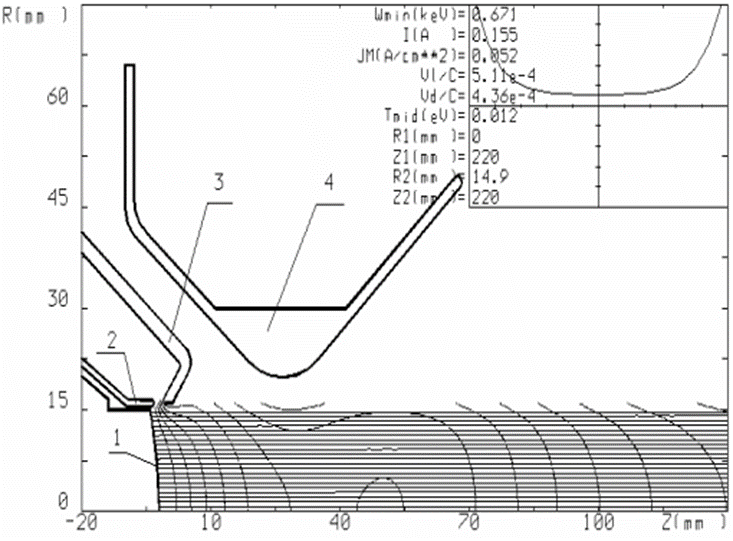 R(mm )
Wmin(keV)= 0.671
I(A )= 0.155
JM(A/cm**2)= 0.052
Vl/C= 5.11e-4
Vd/C= 4.36e-4
Tmid(eV)= 0.012
R1(mm )= 0
Z1(mm )= 220
R2(mm )= 14.9
Z2(mm )= 220
60
45
3
4
30
2
15
1
0
-20 10 40 70 100 Z(mm )